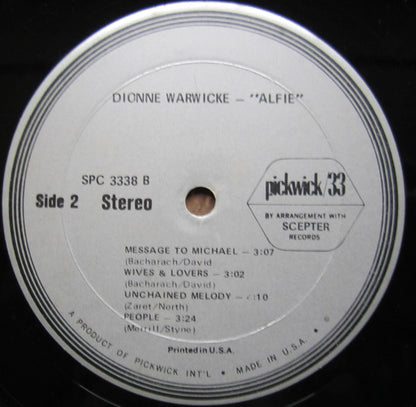 DIONNE WARWICKE — "ALFIE"
SPC 3338 B
Side 2 Stereo
pickwick/33
BY ARRANGEMENT WITH
SCEPTER
RECORDS
MESSAGE TO MICHAEL — 3:07
(Bacharach/David
WIVES & LOVERS — 3:02
(Bacharach/David)
UNCHAINED MELODY — :10
(Zaret/North)
PEOPLE — 3:24
(Merrill/Styne)
Printed in U.S.A.
A PRODUCT OF PICKWICK INT'L • MADE IN U.S.A. •